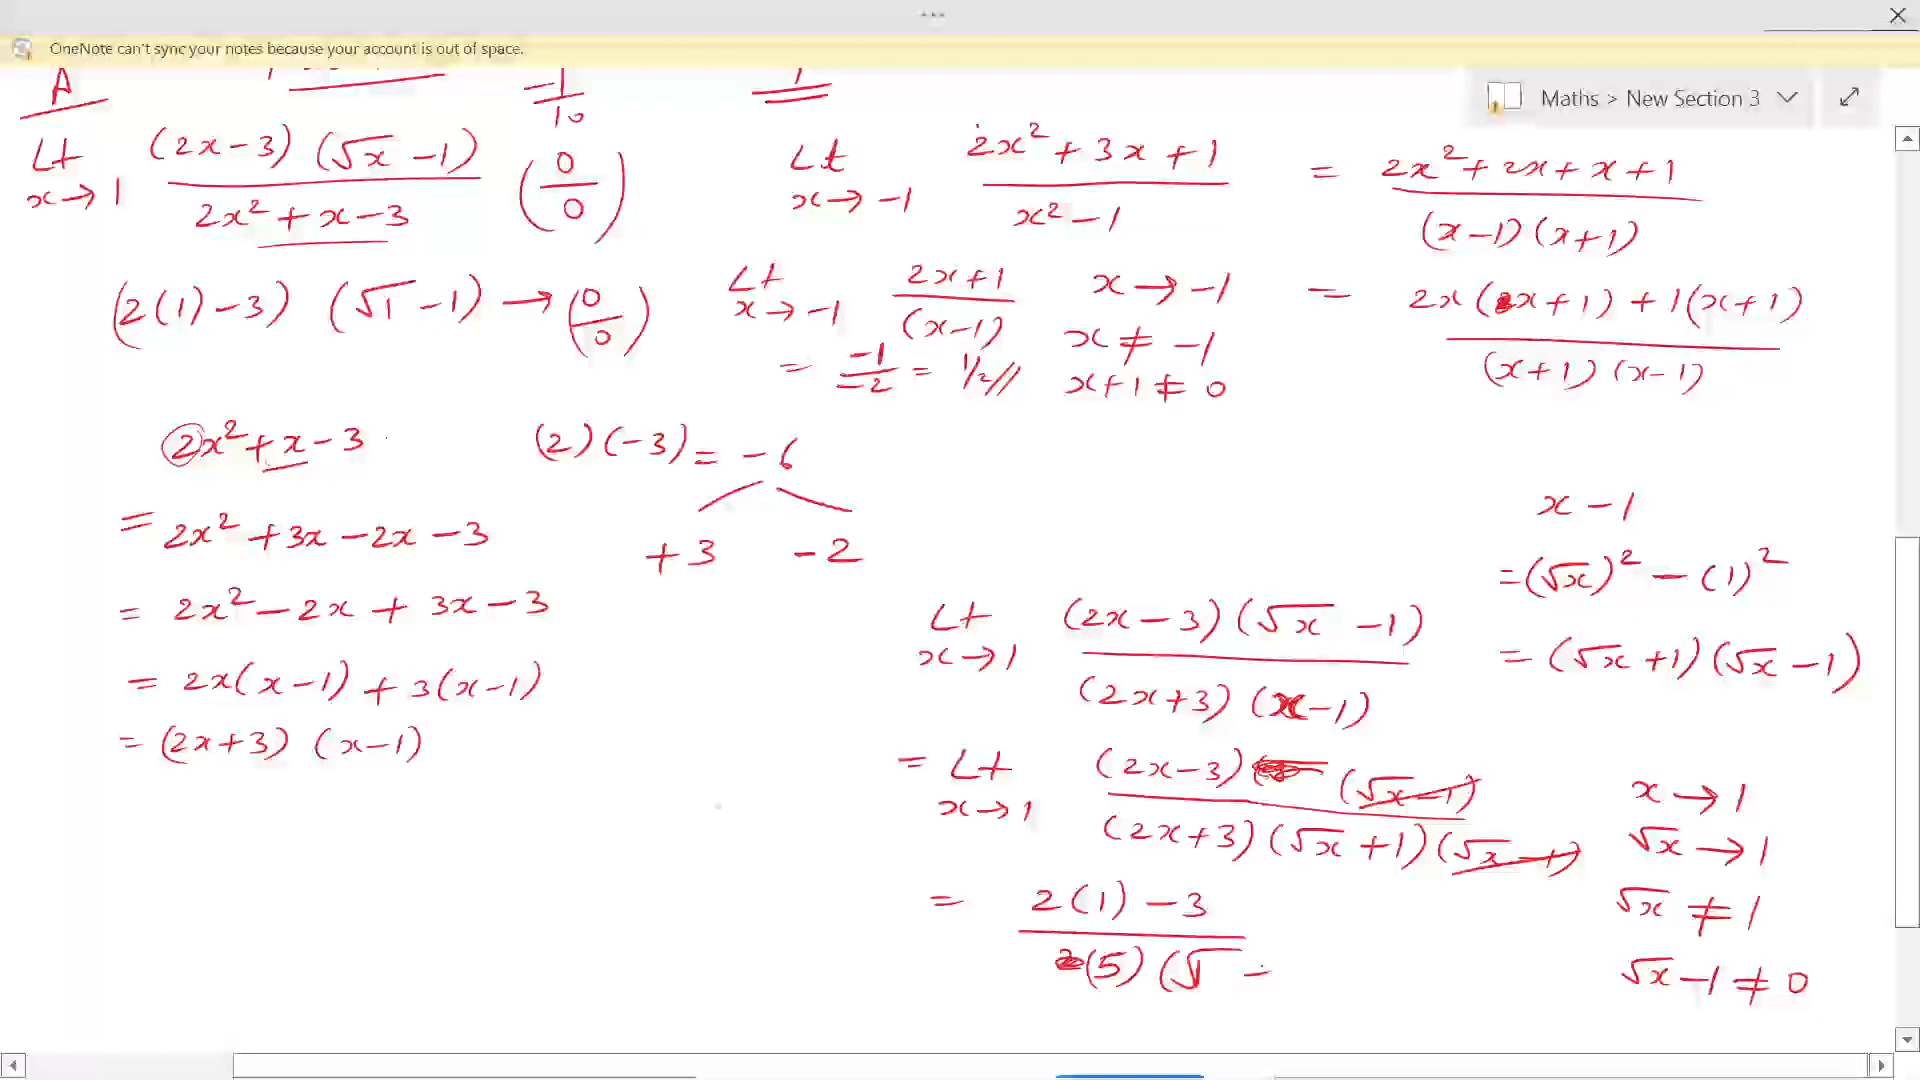 OneNote can't sync your notes because your account is out of space.
Maths > New Section 3
A
= 1/10
1
Lt x→1 (2x-3)(√x -1) / 2x² + x - 3 (0/0)
(2(1)-3) (√1 -1) → (0/0)
2x² + x - 3
(2)(-3) = -6
+3 -2
= 2x² + 3x - 2x - 3
= 2x² - 2x + 3x - 3
= 2x(x-1) + 3(x-1)
= (2x+3) (x-1)
Lt x→-1 2x² + 3x + 1 / x² - 1
= 2x² + 2x + x + 1 / (x-1)(x+1)
= 2x(x+1) + 1(x+1) / (x+1)(x-1)
Lt x→-1 2x+1 / (x-1)
= -1/-2 = 1/2 //
x → -1
x ≠ -1
x+1 ≠ 0
x - 1
= (√x)² - (1)²
= (√x +1)(√x -1)
Lt x→1 (2x-3)(√x -1) / (2x+3)(x-1)
= Lt x→1 (2x-3) (√x-1) / (2x+3)(√x +1)(√x -1)
= 2(1) - 3 / (5)(√1 -
x → 1
√x → 1
√x ≠ 1
√x -1 ≠ 0